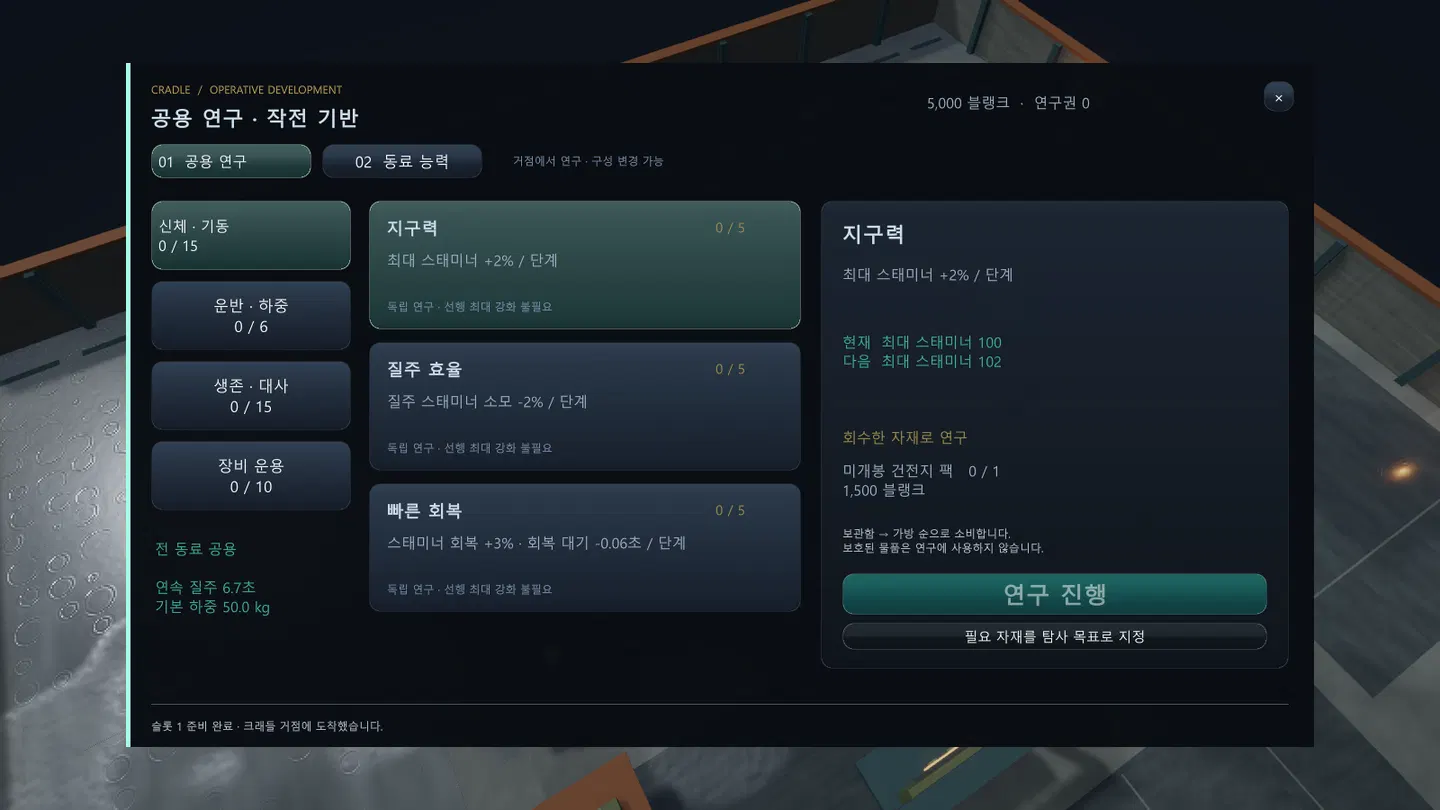 CRADLE / OPERATIVE DEVELOPMENT
공용 연구 · 작전 기반
5,000 블랭크 · 연구권 0
×
01 공용 연구
02 동료 능력
거점에서 연구 · 구성 변경 가능
신체 · 기동
0 / 15
운반 · 하중
0 / 6
생존 · 대사
0 / 15
장비 운용
0 / 10
전 동료 공용
연속 질주 6.7초
기본 하중 50.0 kg
지구력
0 / 5
최대 스태미너 +2% / 단계
독립 연구 · 선행 최대 강화 불필요
질주 효율
0 / 5
질주 스태미너 소모 -2% / 단계
독립 연구 · 선행 최대 강화 불필요
빠른 회복
0 / 5
스태미너 회복 +3% · 회복 대기 -0.06초 / 단계
독립 연구 · 선행 최대 강화 불필요
지구력
최대 스태미너 +2% / 단계
현재 최대 스태미너 100
다음 최대 스태미너 102
회수한 자재로 연구
미개봉 건전지 팩 0 / 1
1,500 블랭크
보관함 → 가방 순으로 소비합니다.
보호된 물품은 연구에 사용하지 않습니다.
연구 진행
필요 자재를 탐사 목표로 지정
슬롯 1 준비 완료 · 크래들 거점에 도착했습니다.